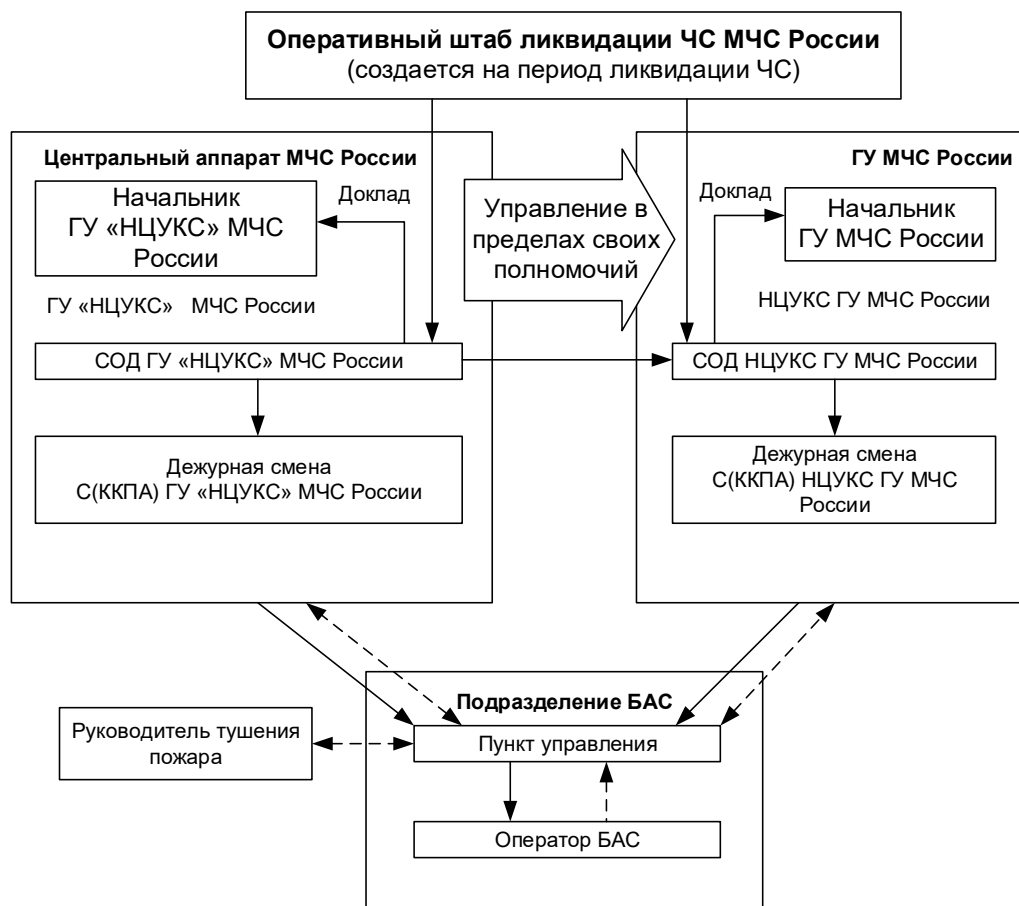 Оперативный штаб ликвидации ЧС МЧС России
(создается на период ликвидации ЧС)
Центральный аппарат МЧС России
Начальник
ГУ «НЦУКС» МЧС
России
Доклад
ГУ «НЦУКС» МЧС России
СОД ГУ «НЦУКС» МЧС России
Дежурная смена
С(ККПА) ГУ «НЦУКС» МЧС России
Управление в
пределах своих
полномочий
ГУ МЧС России
Доклад
Начальник
ГУ МЧС России
НЦУКС ГУ МЧС России
СОД НЦУКС ГУ МЧС России
Дежурная смена
С(ККПА) НЦУКС ГУ МЧС
России
Подразделение БАС
Руководитель тушения
пожара
Пункт управления
Оператор БАС